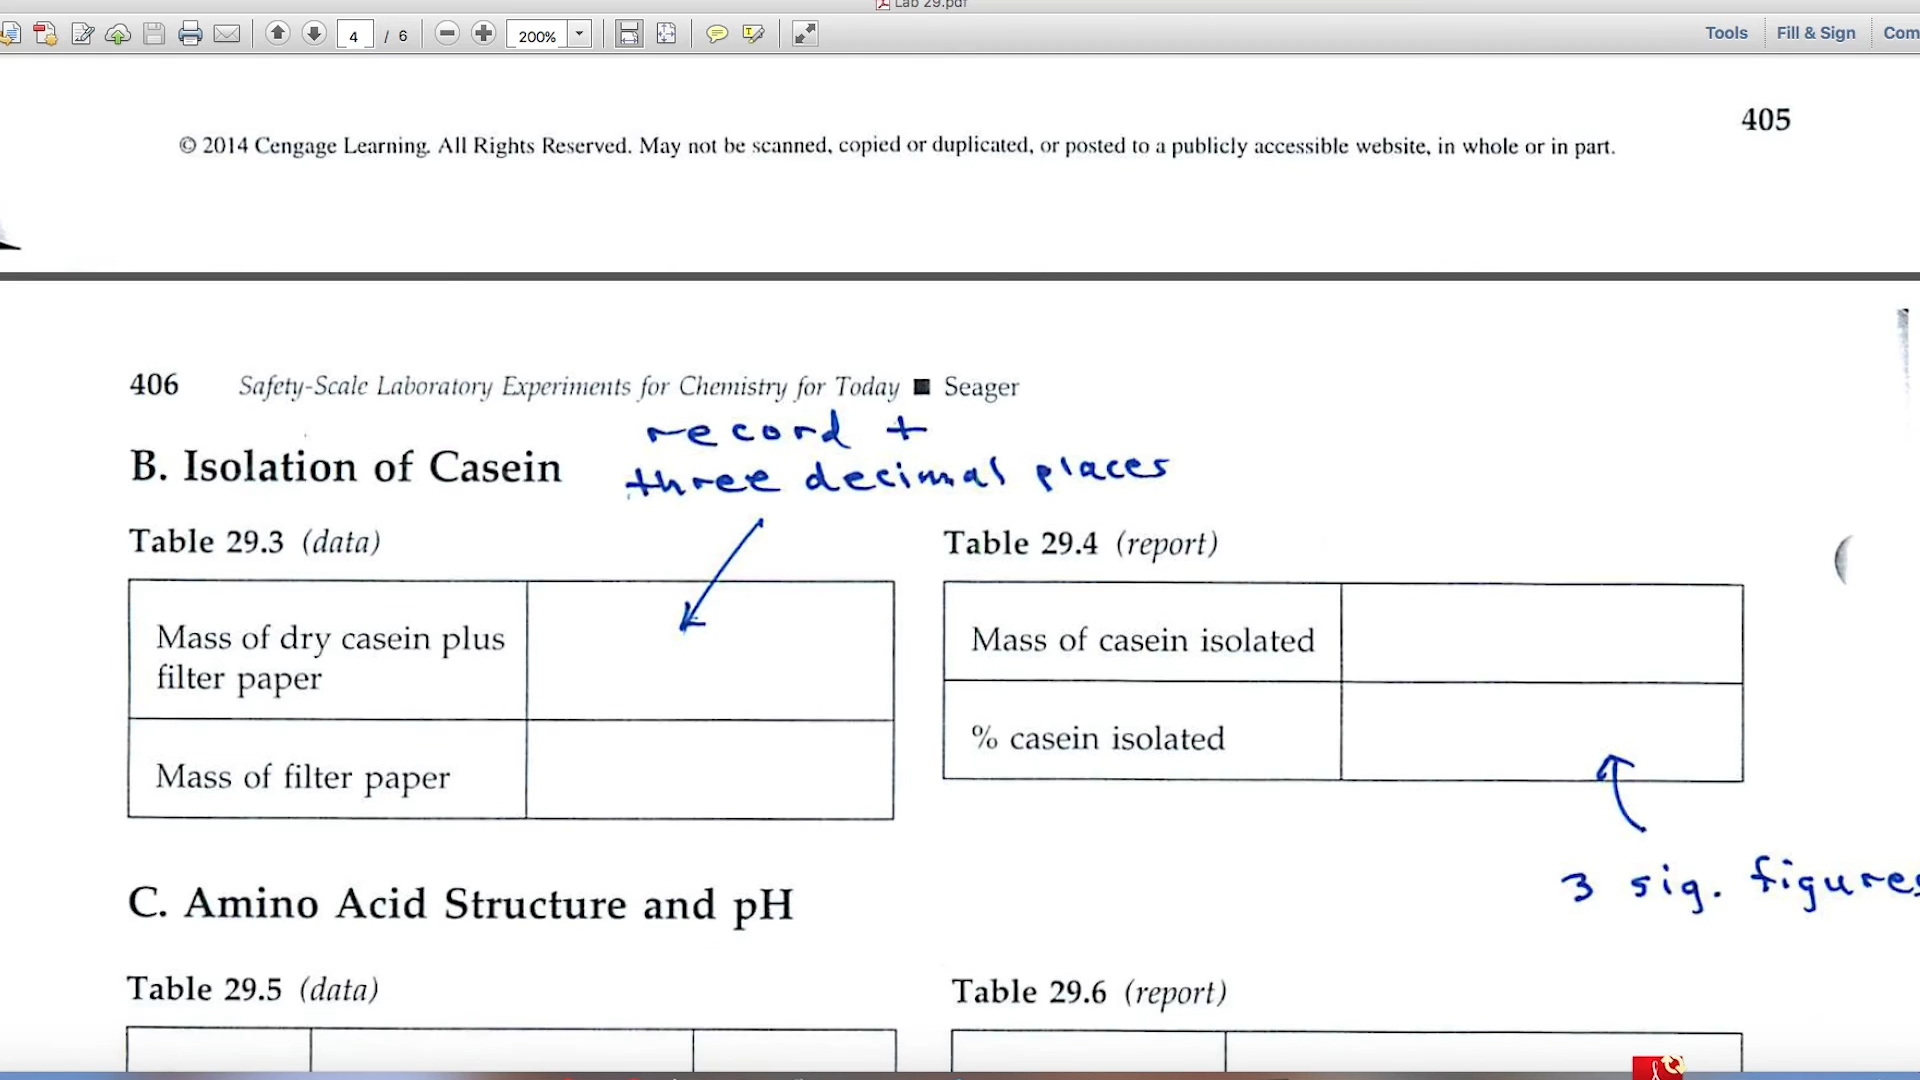 Lab 29.pdf
4 / 6
200%
Tools
Fill & Sign
Com
405
© 2014 Cengage Learning. All Rights Reserved. May not be scanned, copied or duplicated, or posted to a publicly accessible website, in whole or in part.
406 Safety-Scale Laboratory Experiments for Chemistry for Today ■ Seager
record +
three decimal places
B. Isolation of Casein
Table 29.3 (data)
Mass of dry casein plus
filter paper
Mass of filter paper
Table 29.4 (report)
Mass of casein isolated
% casein isolated
3 sig. figures
C. Amino Acid Structure and pH
Table 29.5 (data)
Table 29.6 (report)